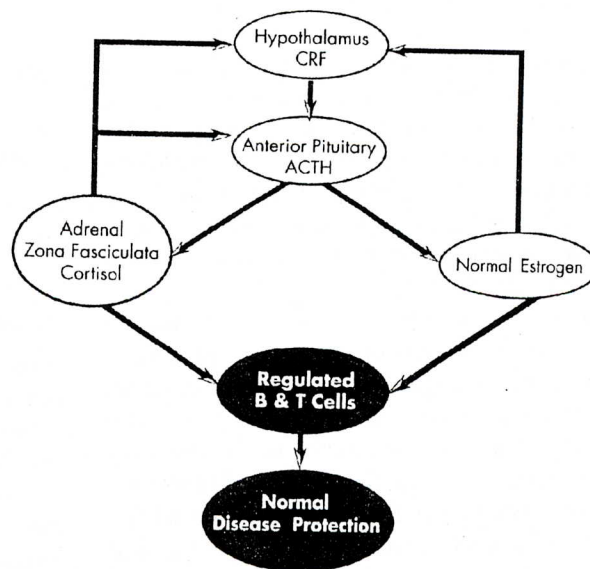 Hypothalamus
CRF
Anterior Pituitary
ACTH
Adrenal
Zona Fasciculata
Cortisol
Normal Estrogen
Regulated
B & T Cells
Normal
Disease Protection